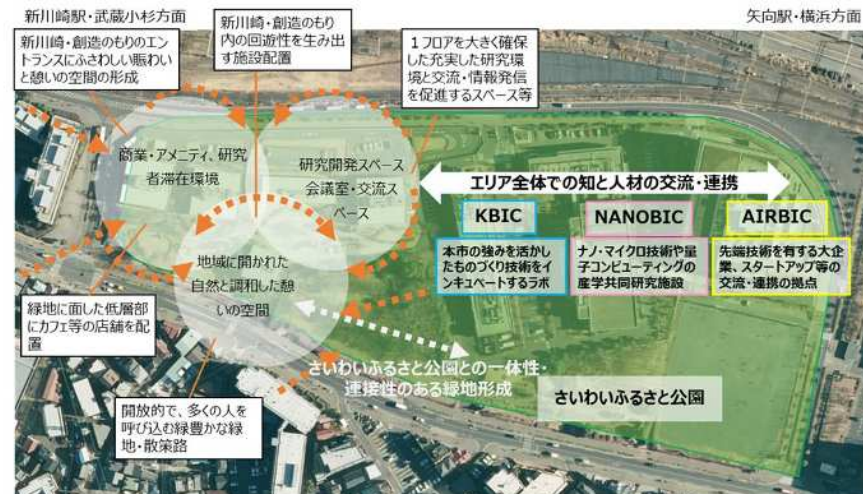 新川崎駅・武蔵小杉方面
矢向駅・横浜方面
新川崎・創造のもりのエン
トランスにふさわしい賑わい
と憩いの空間の形成
新川崎・創造のもり
内の回遊性を生み出
す施設配置
1フロアを大きく確保
した充実した研究環
境と交流・情報発信
を促進するスペース等
商業・アメニティ、研究
者滞在環境
研究開発スペース
会議室・交流ス
ペース
地域に開かれた
自然と調和した憩
いの空間
エリア全体での知と人材の交流・連携
KBIC
本市の強みを活かし
たものづくり技術をイ
ンキュベートするラボ
NANOBIC
ナノ・マイクロ技術や量
子コンピューティングの
産学共同研究施設
AIRBIC
先端技術を有する大企
業、スタートアップ等の
交流・連携の拠点
緑地に面した低層部
にカフェ等の店舗を配
置
さいわいふるさと公園との一体性・
連接性のある緑地形成
さいわいふるさと公園
開放的で、多くの人を
呼び込む緑豊かな緑
地・散策路